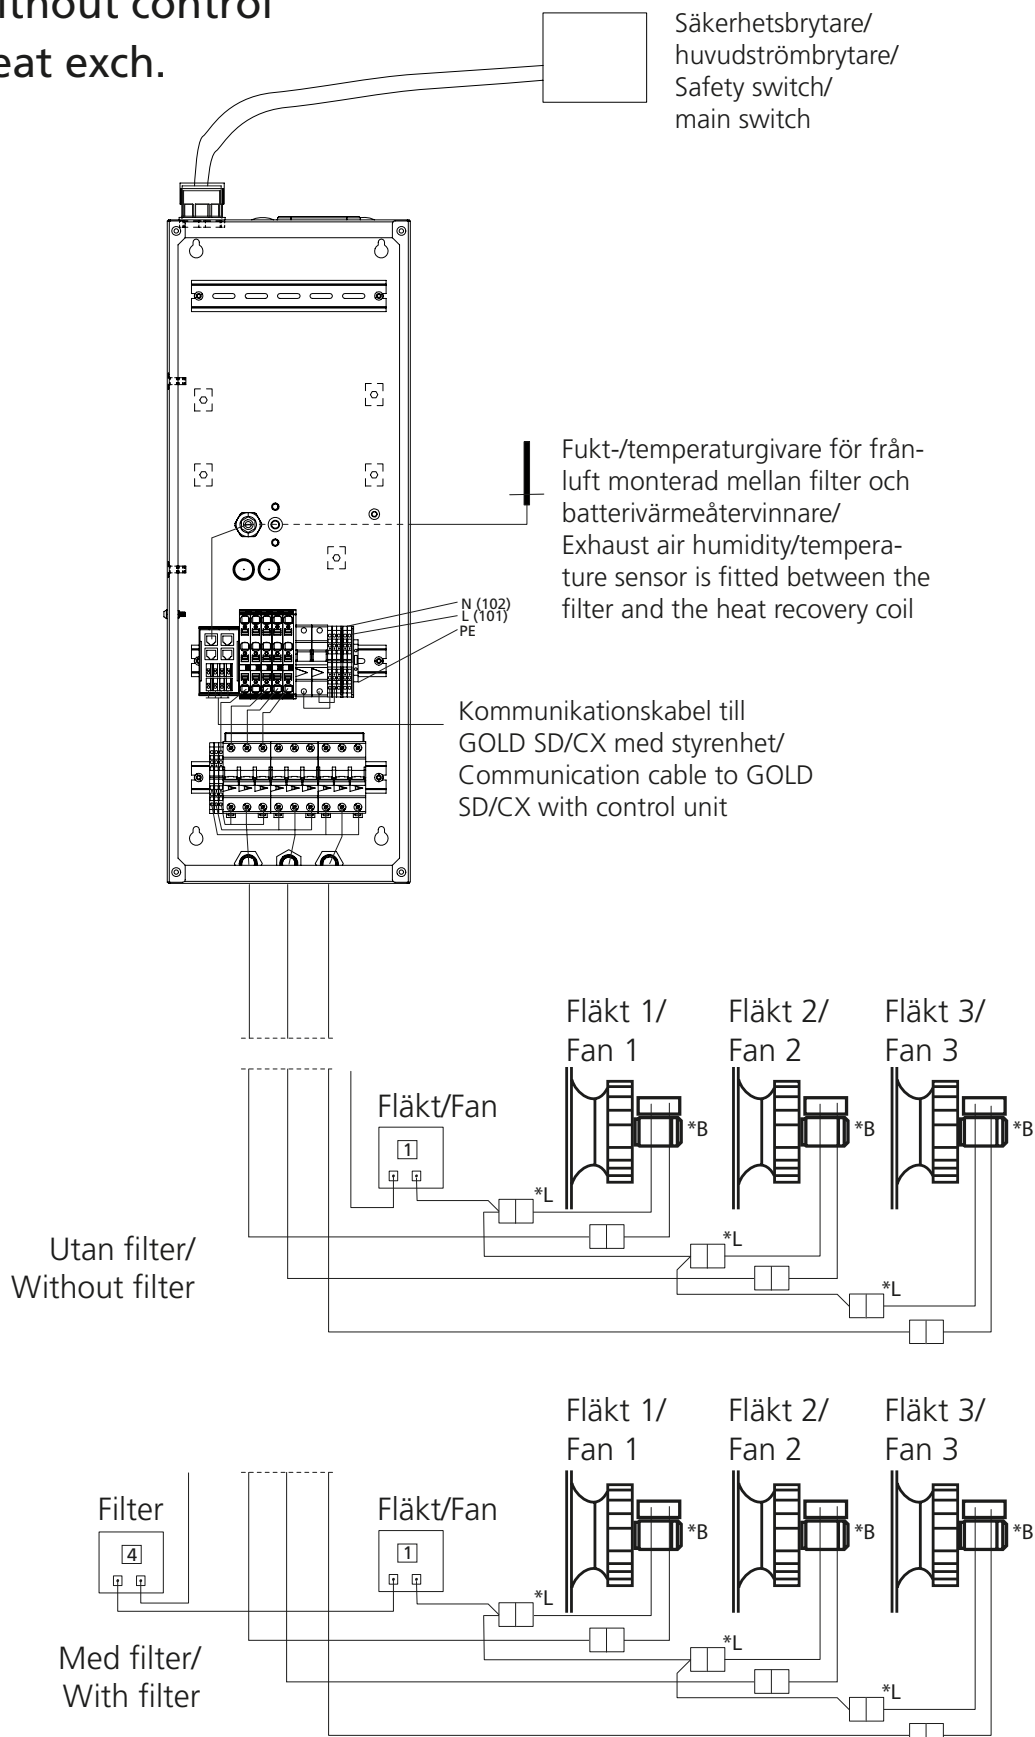 ithout control
eat exch.
Säkerhetsbrytare/
huvudströmbrytare/
Safety switch/
main switch
Fukt-/temperaturgivare för från-
luft monterad mellan filter och
batterivärmeåtervinnare/
Exhaust air humidity/tempera-
ture sensor is fitted between the
filter and the heat recovery coil
N (102)
L (101)
PE
Kommunikationskabel till
GOLD SD/CX med styrenhet/
Communication cable to GOLD
SD/CX with control unit
Fläkt 1/
Fan 1
Fläkt 2/
Fan 2
Fläkt 3/
Fan 3
Fläkt/Fan
1
*B
*B
*B
*L
*L
*L
Utan filter/
Without filter
Fläkt 1/
Fan 1
Fläkt 2/
Fan 2
Fläkt 3/
Fan 3
Filter
4
Fläkt/Fan
1
*B
*B
*B
*L
*L
*L
Med filter/
With filter